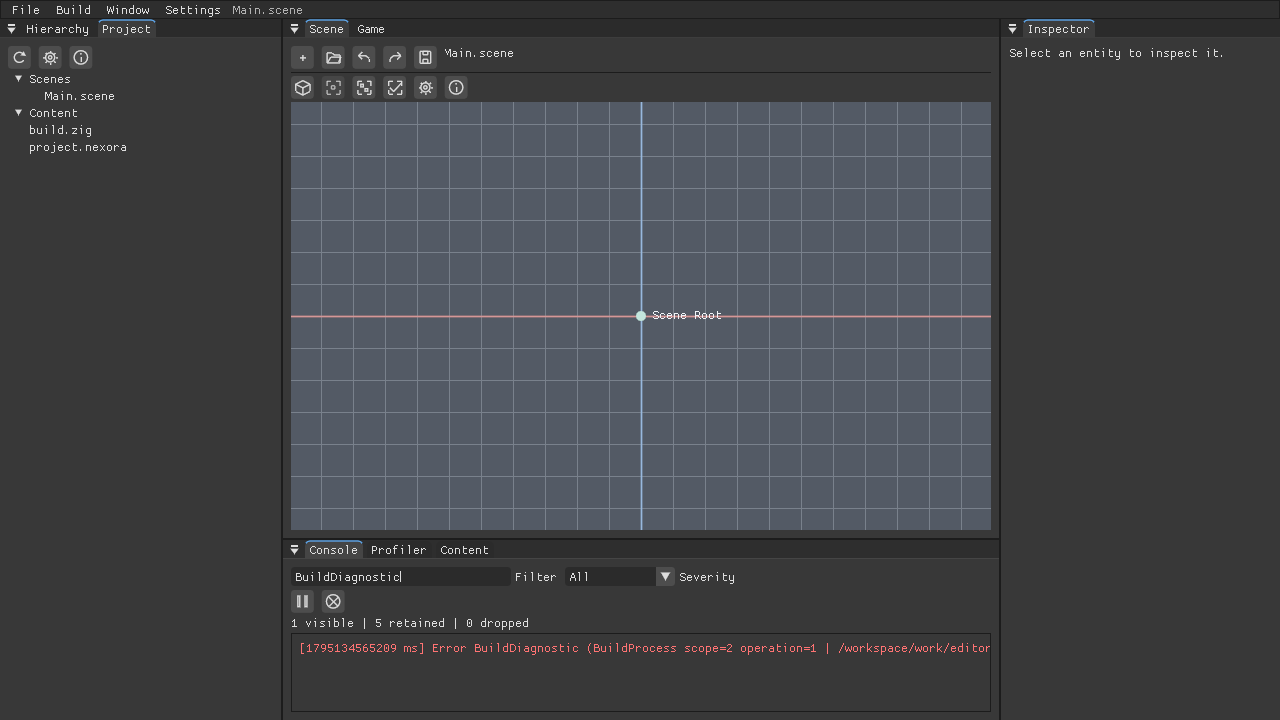 File Build Window Settings Main.scene
Hierarchy Project
Scenes
Main.scene
Content
build.zig
project.nexora
Scene Game
Main.scene
Scene Root
Console Profiler Content
BuildDiagnostic Filter All Severity
1 visible | 5 retained | 0 dropped
[1795134565209 ms] Error BuildDiagnostic (BuildProcess scope=2 operation=1 | /workspace/work/editor
Inspector
Select an entity to inspect it.